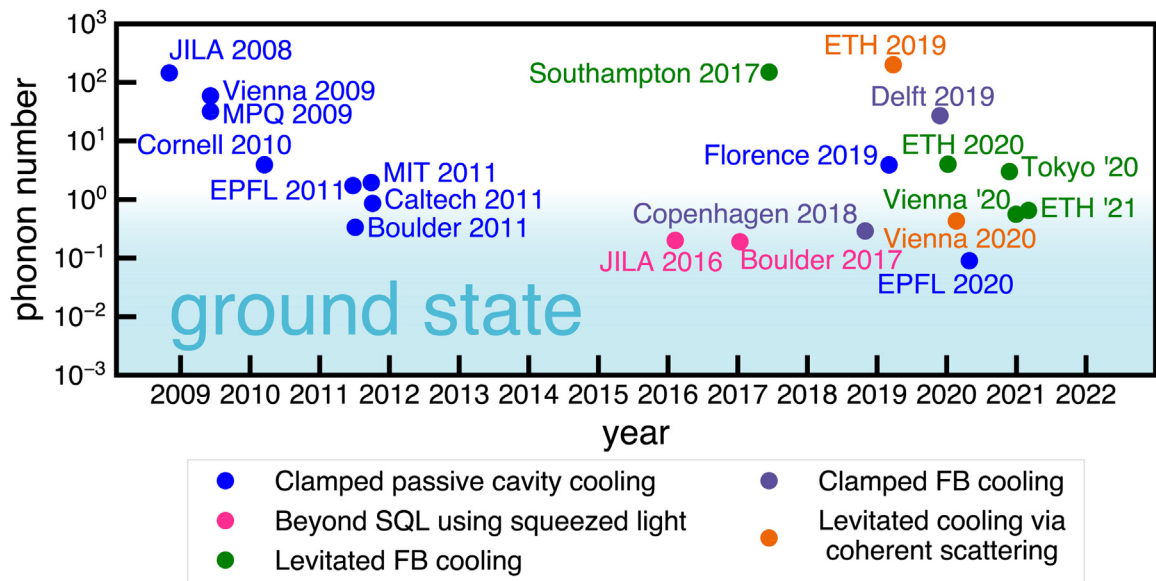 10³
JILA 2008
ETH 2019
Southampton 2017
10²
Vienna 2009
Delft 2019
MPQ 2009
10¹
Cornell 2010
ETH 2020
MIT 2011
Florence 2019
Tokyo '20
EPFL 2011
10⁰
Caltech 2011
Vienna '20
ETH '21
Copenhagen 2018
Boulder 2011
Vienna 2020
10⁻¹
JILA 2016
Boulder 2017
EPFL 2020
ground state
10⁻²
10⁻³
phonon number
2009 2010 2011 2012 2013 2014 2015 2016 2017 2018 2019 2020 2021 2022
year
Clamped passive cavity cooling
Beyond SQL using squeezed light
Levitated FB cooling
Clamped FB cooling
Levitated cooling via
coherent scattering